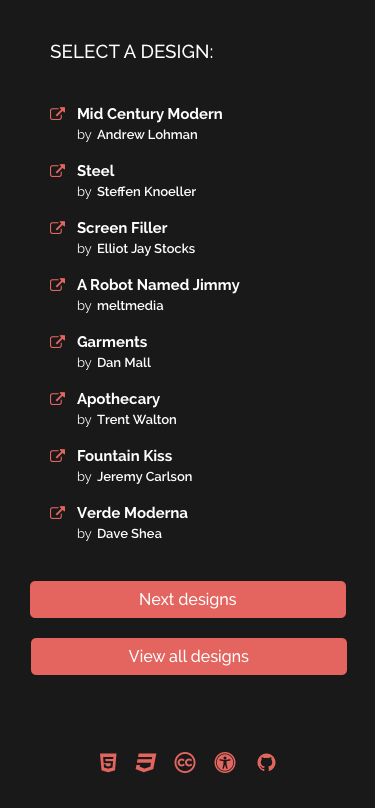 SELECT A DESIGN:
Mid Century Modern
by Andrew Lohman
Steel
by Steffen Knoeller
Screen Filler
by Elliot Jay Stocks
A Robot Named Jimmy
by meltmedia
Garments
by Dan Mall
Apothecary
by Trent Walton
Fountain Kiss
by Jeremy Carlson
Verde Moderna
by Dave Shea
Next designs
View all designs